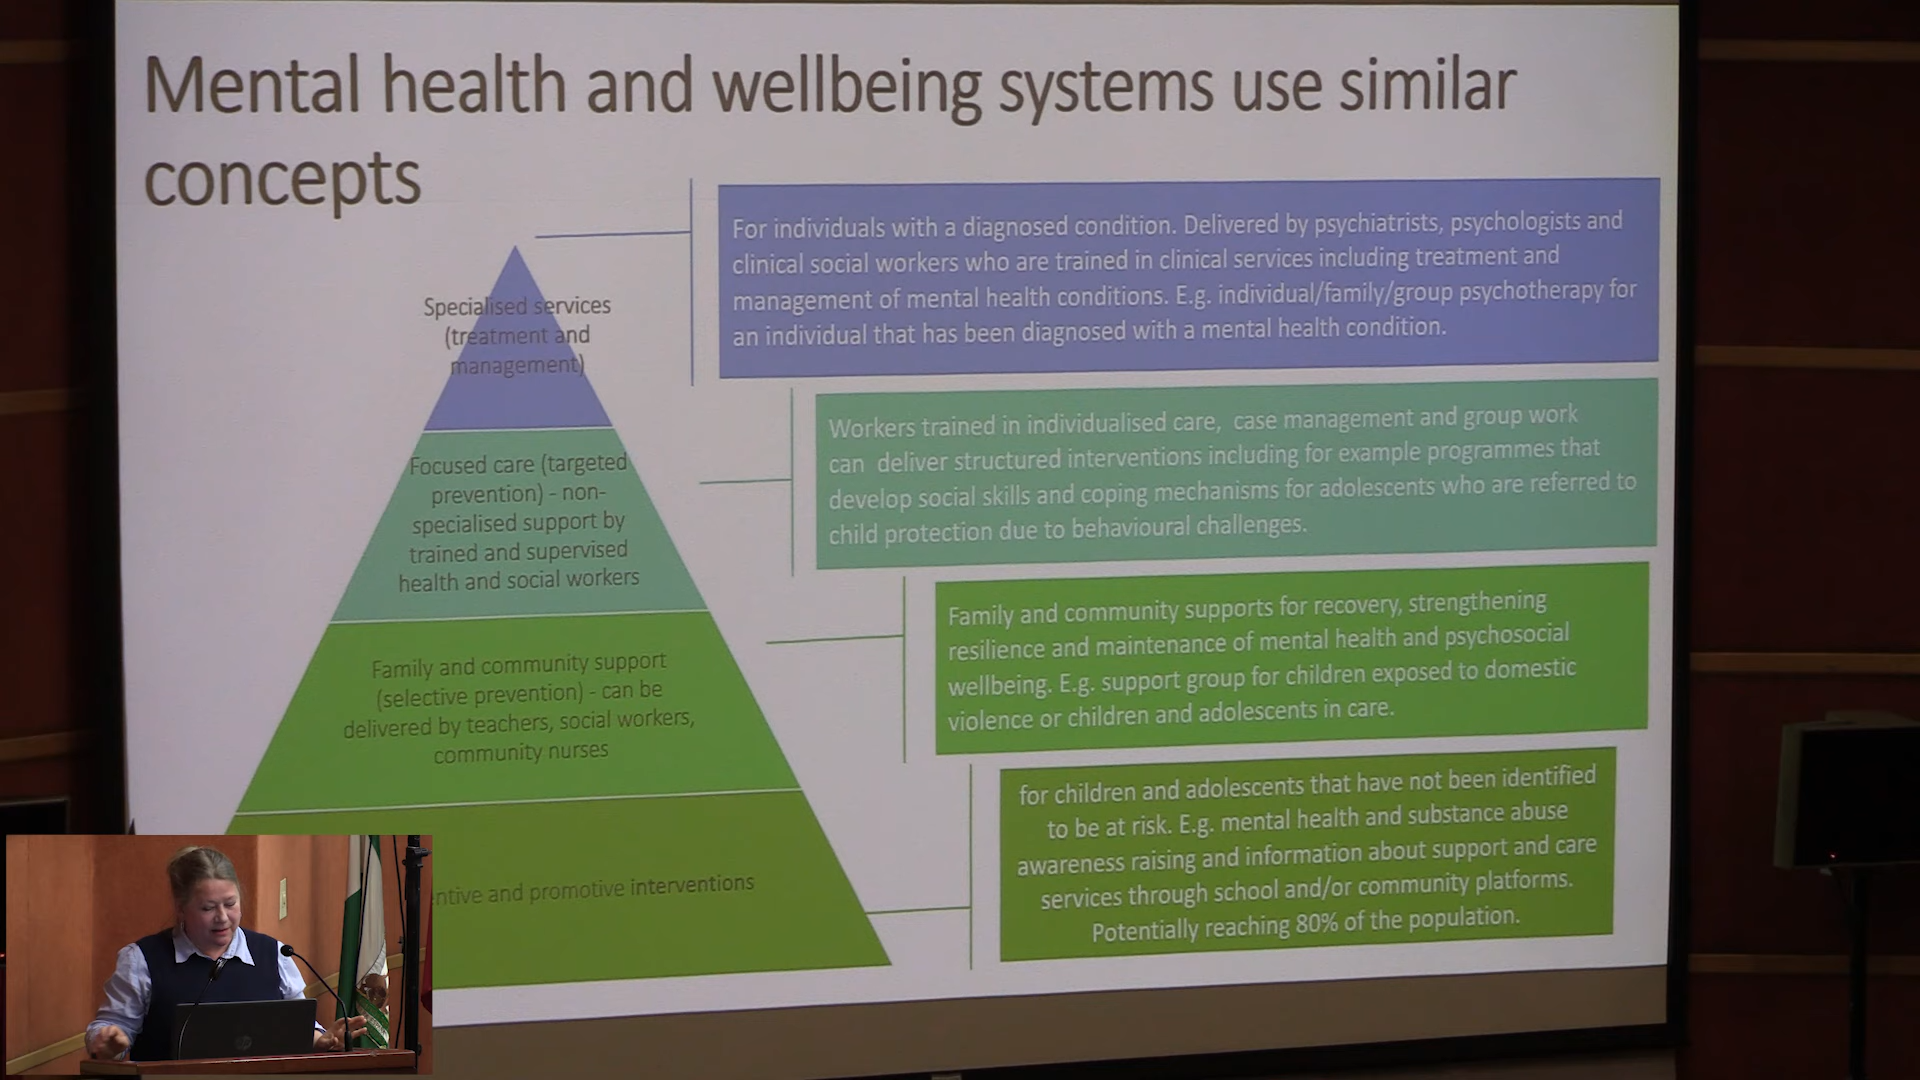 Mental health and wellbeing systems use similar
concepts
Specialised services
(treatment and
management)
For individuals with a diagnosed condition. Delivered by psychiatrists, psychologists and
clinical social workers who are trained in clinical services including treatment and
management of mental health conditions. E.g. individual/family/group psychotherapy for
an individual that has been diagnosed with a mental health condition.
Focused care (targeted
prevention) - non-
specialised support by
trained and supervised
health and social workers
Workers trained in individualised care, case management and group work
can deliver structured interventions including for example programmes that
develop social skills and coping mechanisms for adolescents who are referred to
child protection due to behavioural challenges.
Family and community support
(selective prevention) - can be
delivered by teachers, social workers,
community nurses
Family and community supports for recovery, strengthening
resilience and maintenance of mental health and psychosocial
wellbeing. E.g. support group for children exposed to domestic
violence or children and adolescents in care.
ntive and promotive interventions
for children and adolescents that have not been identified
to be at risk. E.g. mental health and substance abuse
awareness raising and information about support and care
services through school and/or community platforms.
Potentially reaching 80% of the population.